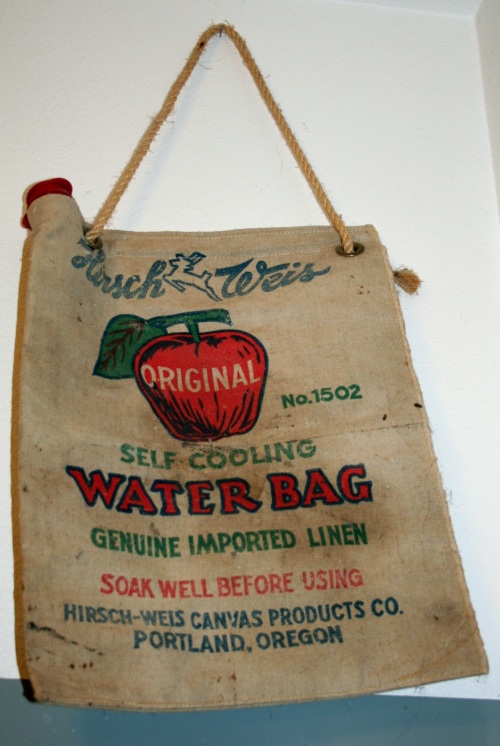 Hirsch Weis
ORIGINAL
No.1502
SELF COOLING
WATER BAG
GENUINE IMPORTED LINEN
SOAK WELL BEFORE USING
HIRSCH-WEIS CANVAS PRODUCTS CO.
PORTLAND, OREGON